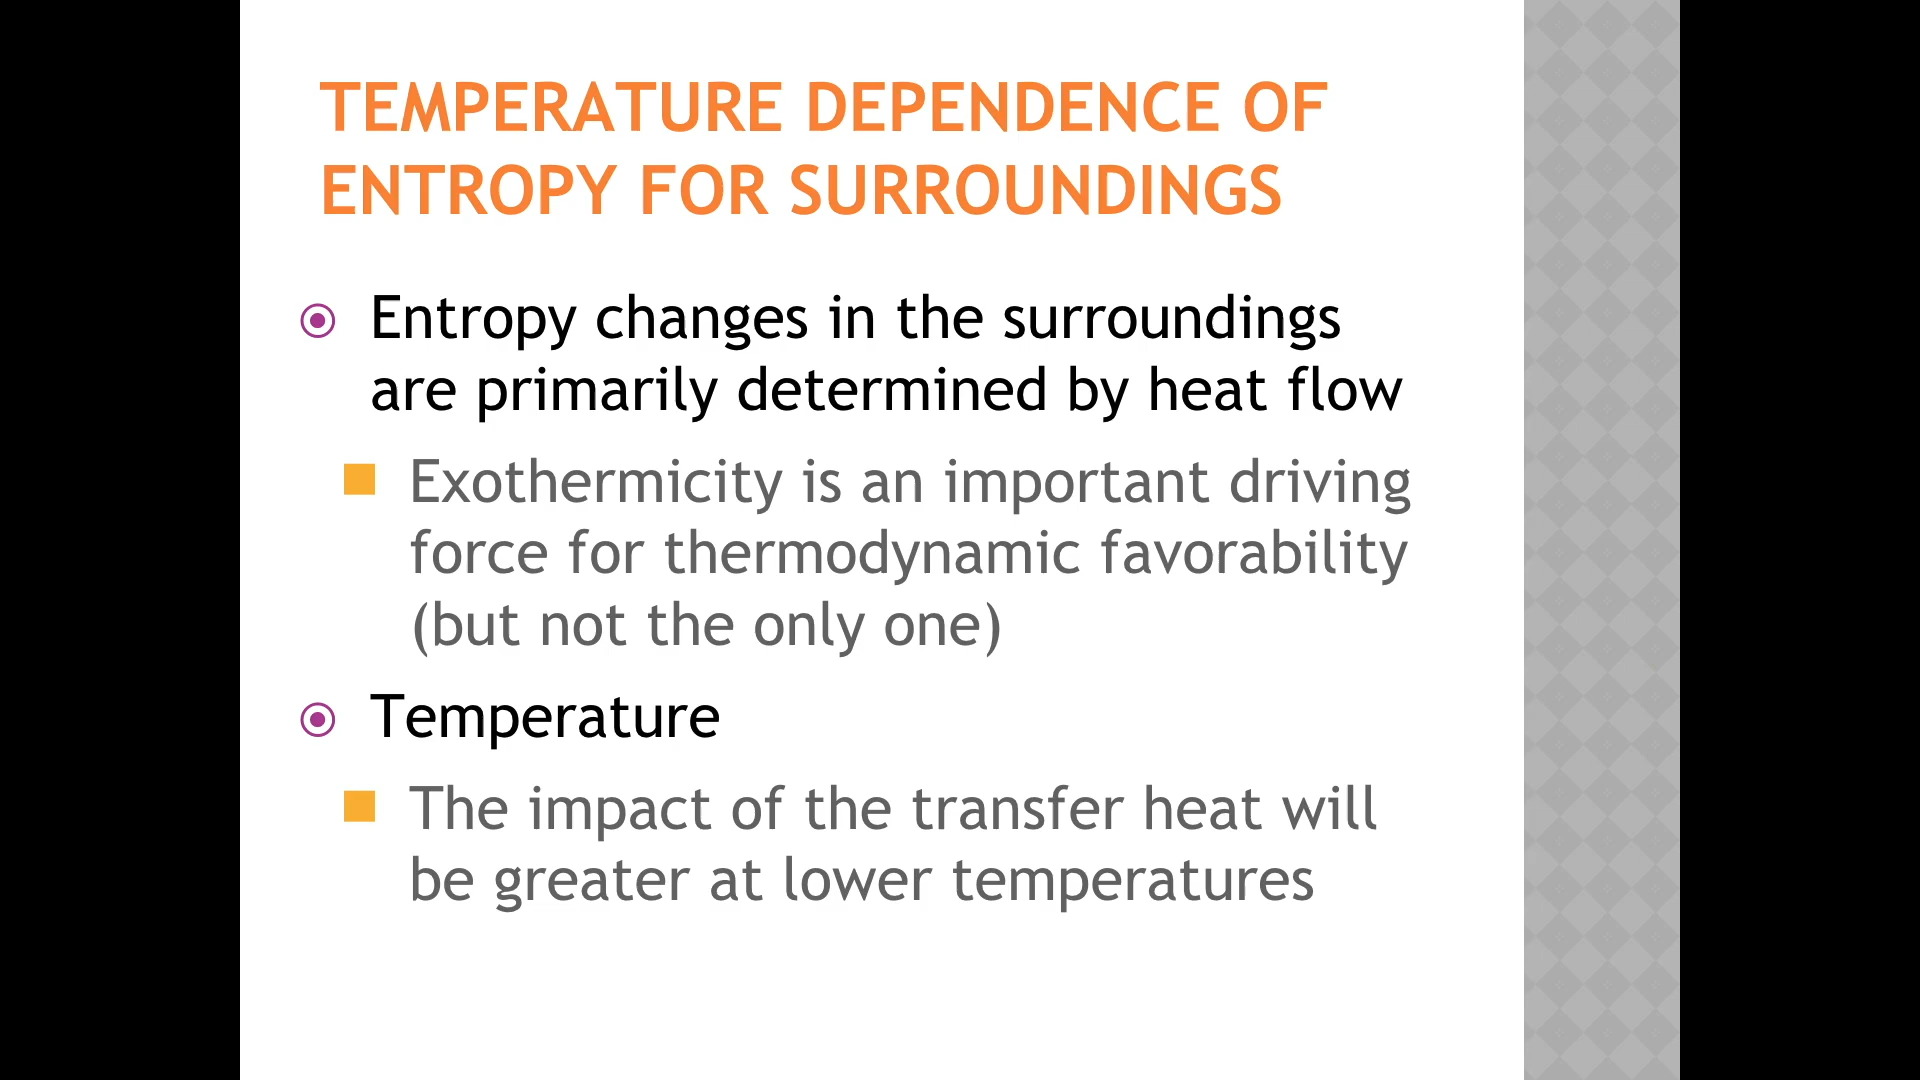 TEMPERATURE DEPENDENCE OF
ENTROPY FOR SURROUNDINGS
Entropy changes in the surroundings
are primarily determined by heat flow
Exothermicity is an important driving
force for thermodynamic favorability
(but not the only one)
Temperature
The impact of the transfer heat will
be greater at lower temperatures